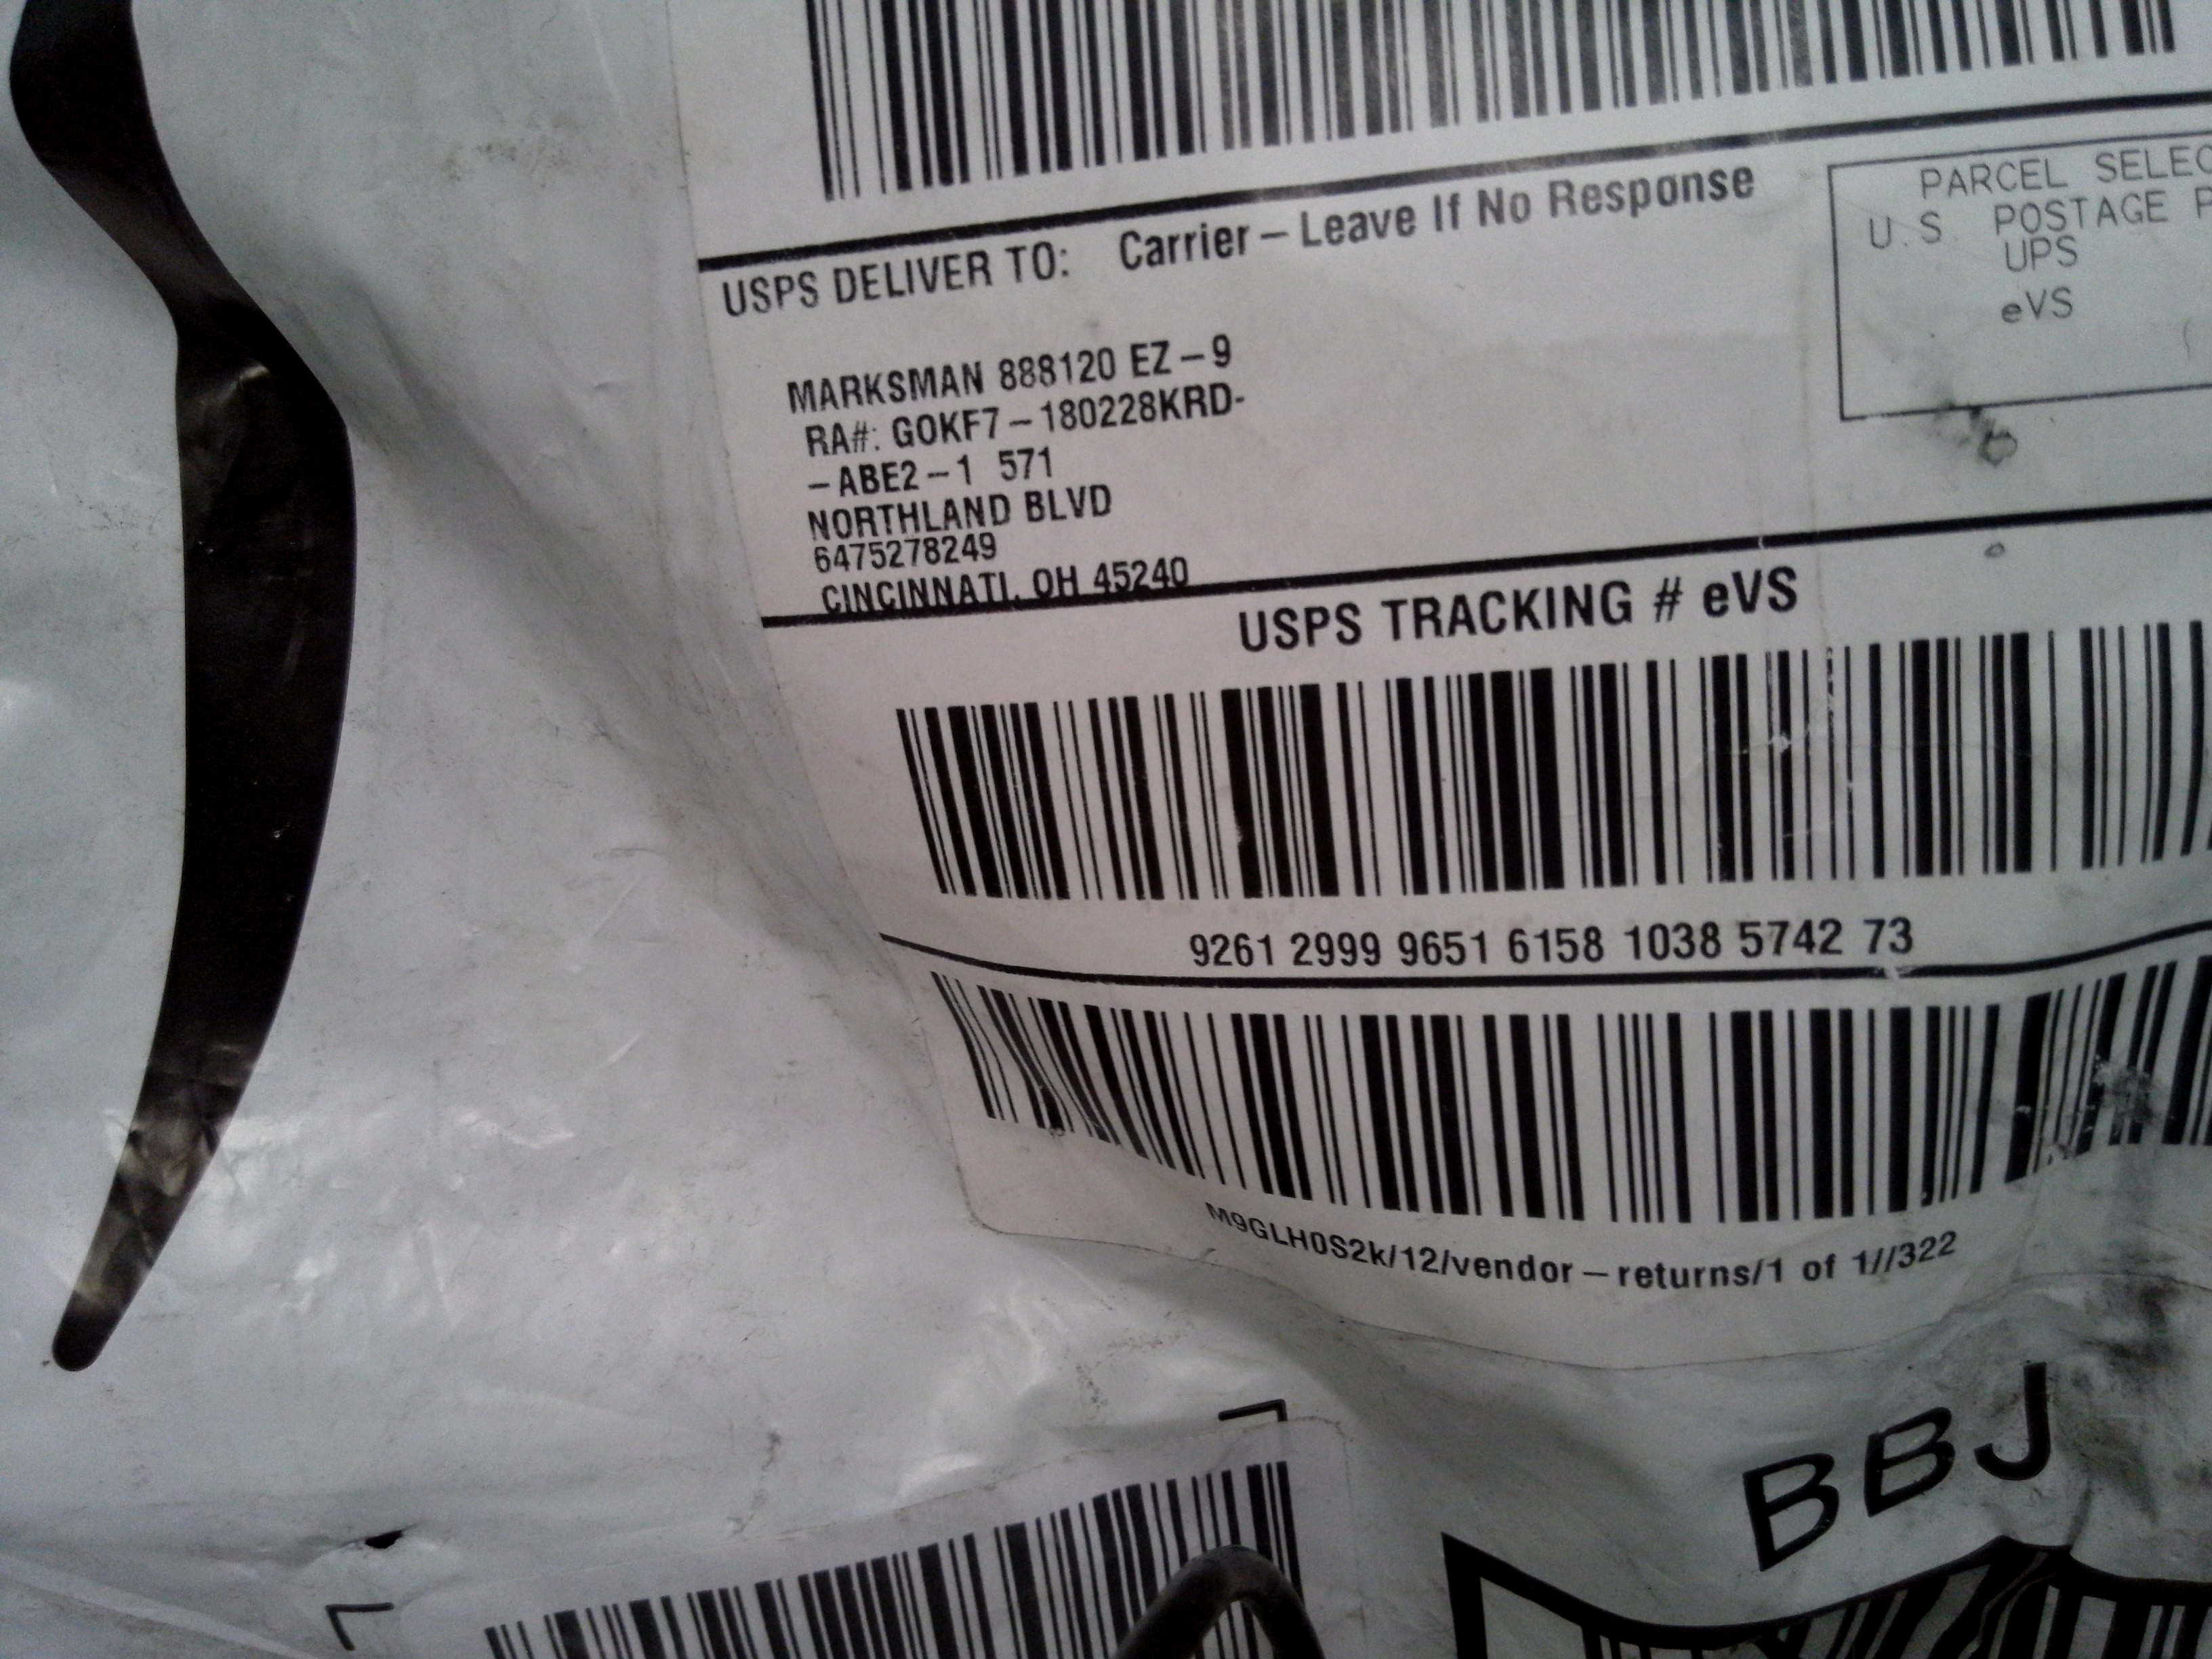 USPS DELIVER TO: Carrier – Leave If No Response
PARCEL SELEC
U.S. POSTAGE P
UPS
eVS
MARKSMAN 888120 EZ – 9
RA#: GOKF7 – 180228KRD-
– ABE2 – 1 571
NORTHLAND BLVD
6475278249
CINCINNATI, OH 45240
USPS TRACKING # eVS
9261 2999 9651 6158 1038 5742 73
M9GLH0S2k/12/vendor – returns/1 of 1//322
BBJ